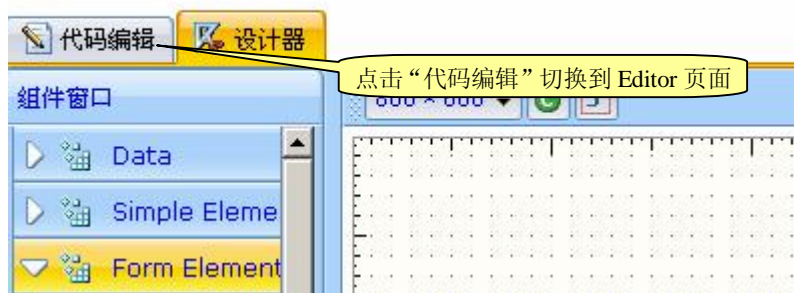 代码编辑 设计器
点击“代码编辑”切换到 Editor 页面
组件窗口
Data
Simple Eleme
Form Element